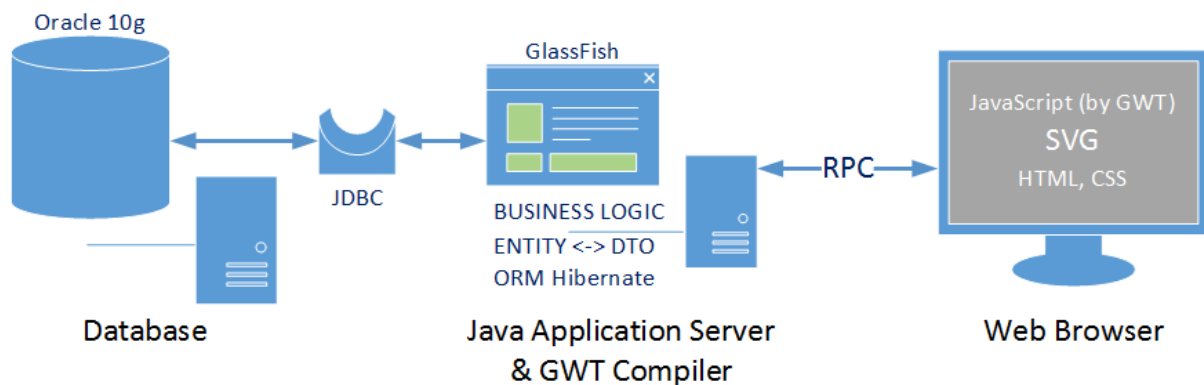 Oracle 10g
GlassFish
JavaScript (by GWT)
SVG
HTML, CSS
JDBC
RPC
BUSINESS LOGIC
ENTITY <-> DTO
ORM Hibernate
Database
Java Application Server
& GWT Compiler
Web Browser